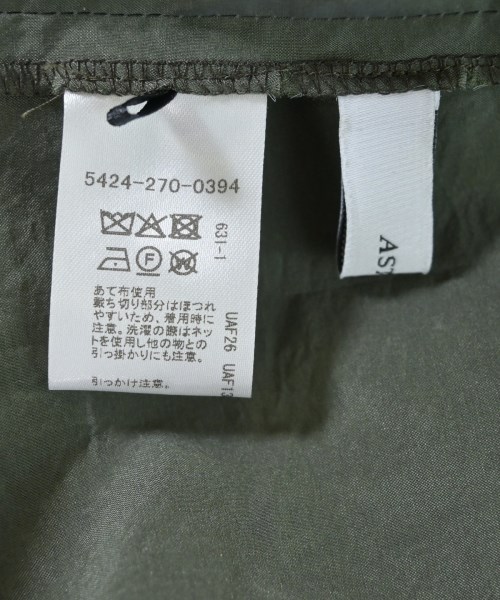 5424-270-0394
631-1
UAF26 UAF13
F
あて布使用
裁ち切り部分はほつれ
やすいため、着用時に
注意。洗濯の際はネッ
トを使用し他の物との
引っ掛かりにも注意。
引っかけ注意。
AS